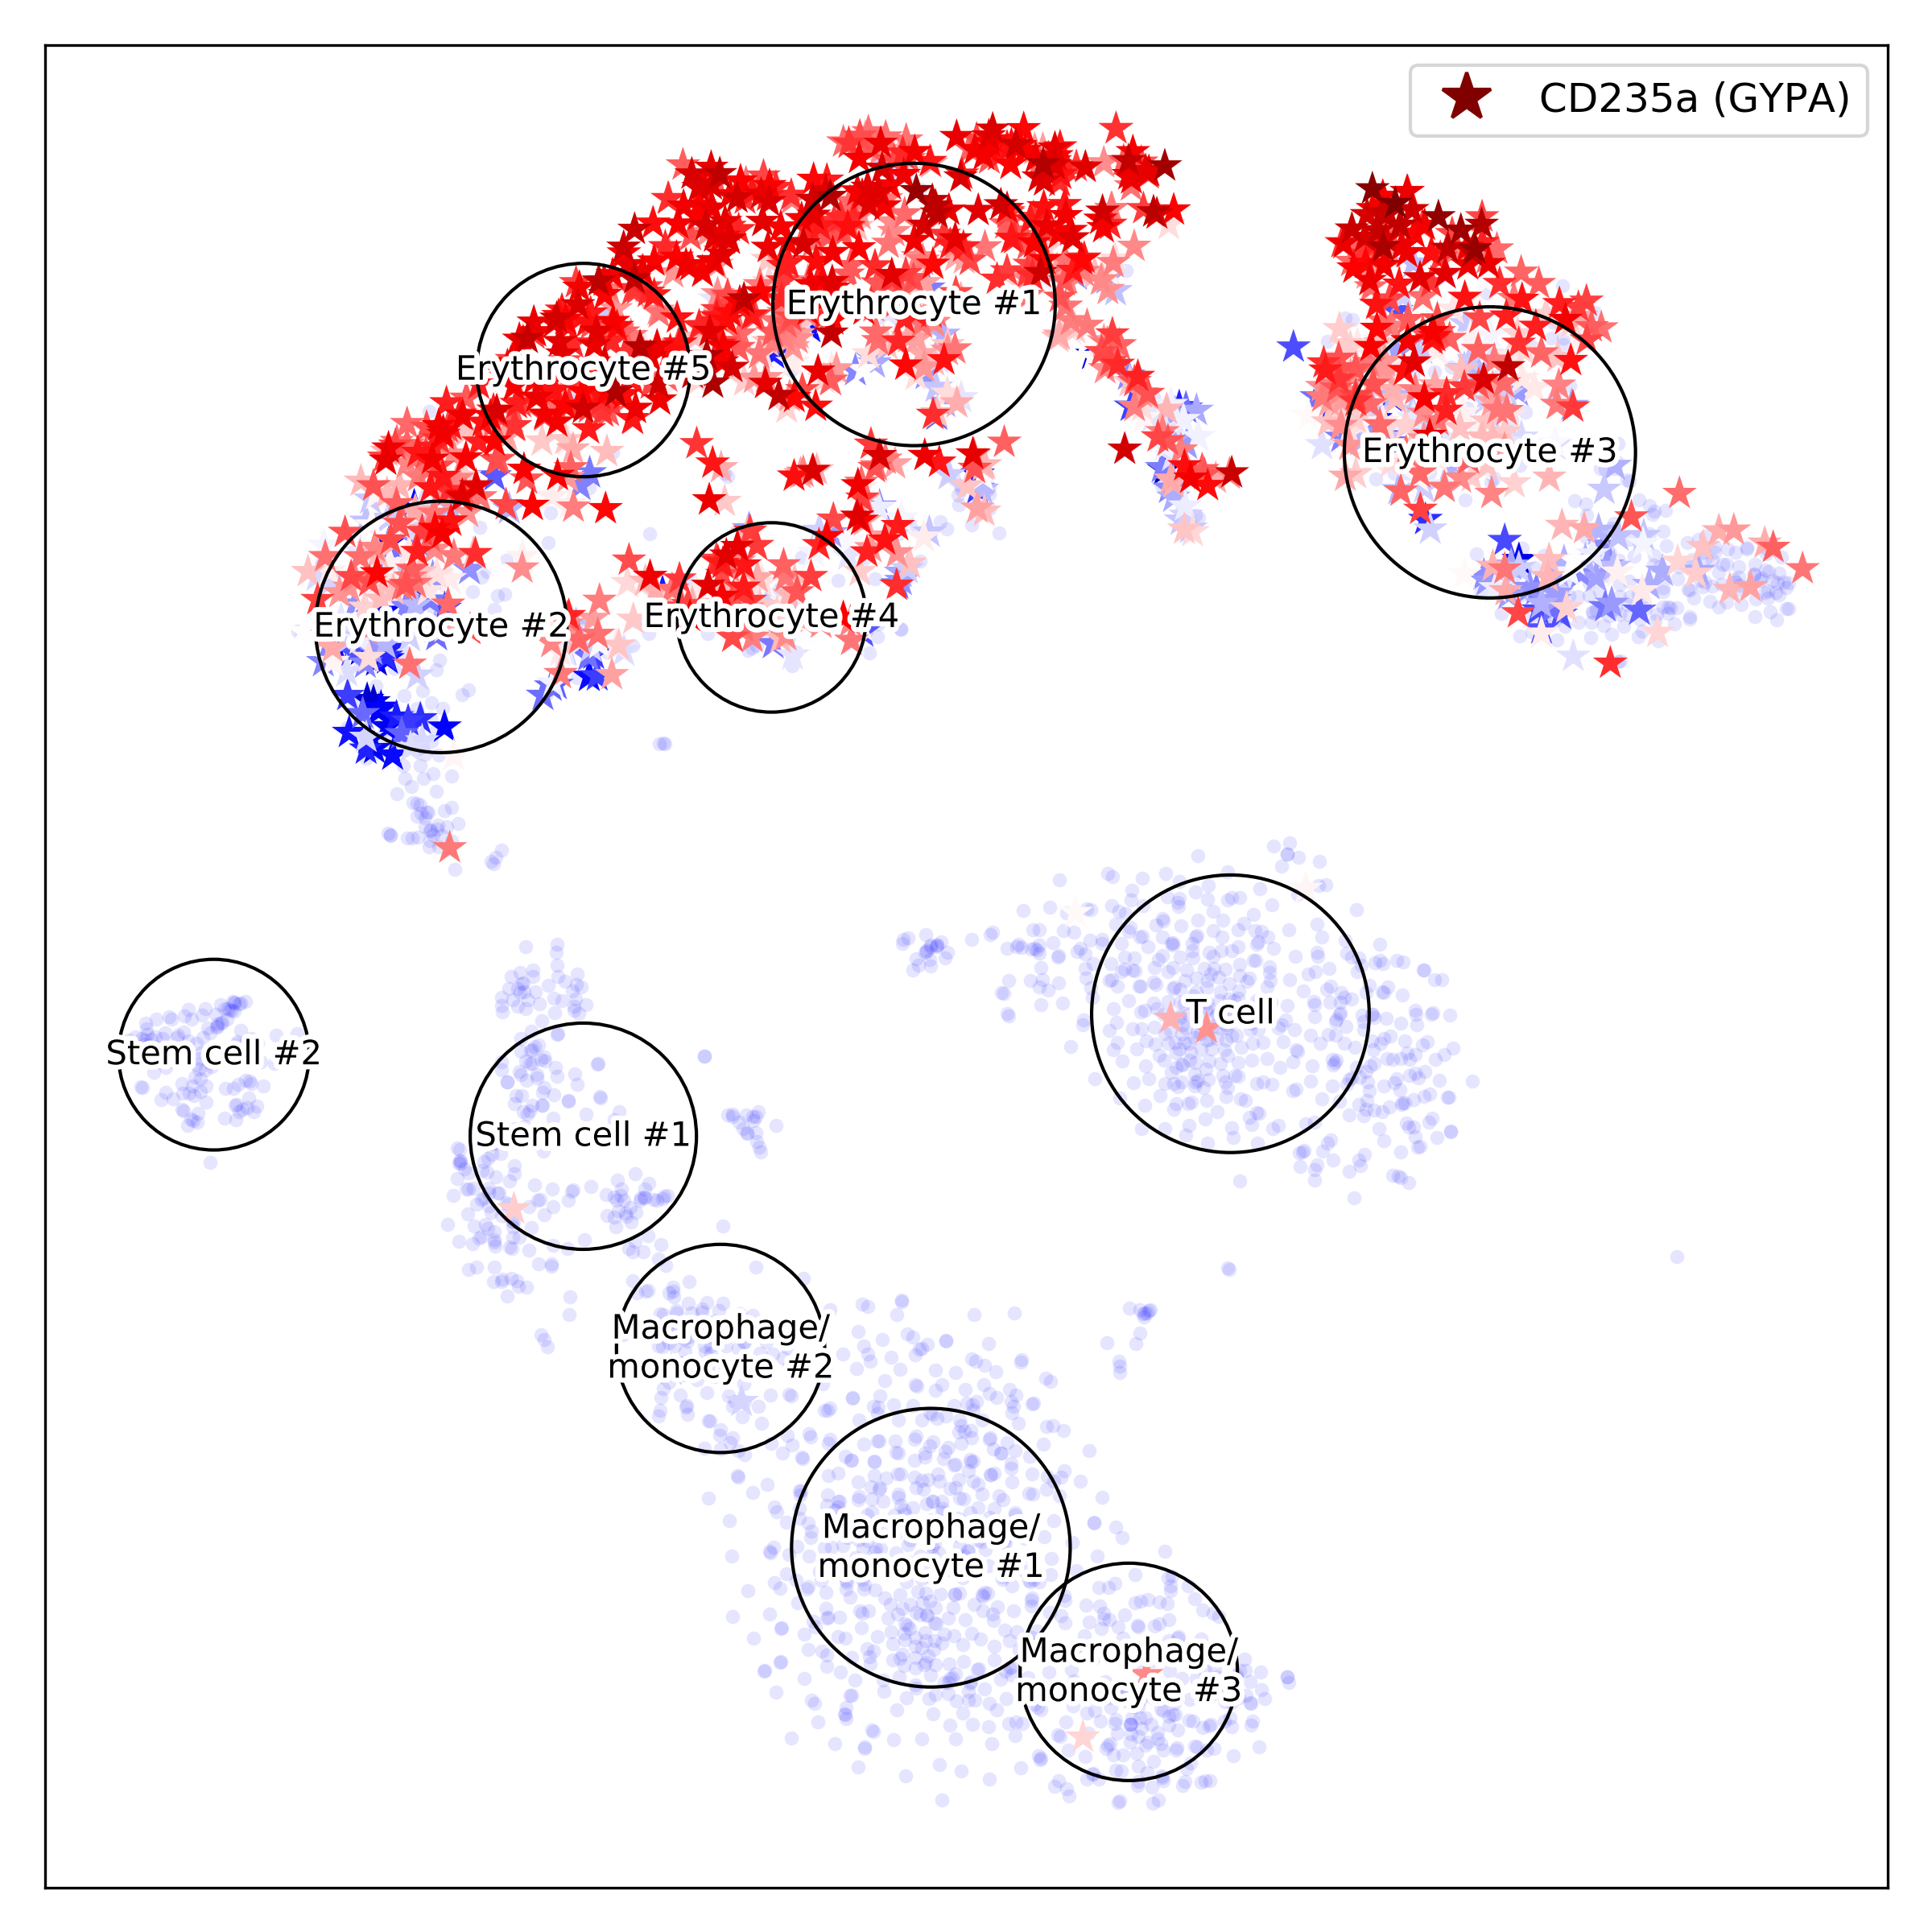 CD235a (GYPA)
Erythrocyte #1
Erythrocyte #5
Erythrocyte #3
Erythrocyte #4
Erythrocyte #2
T cell
Stem cell #2
Stem cell #1
Macrophage/
monocyte #2
Macrophage/
monocyte #1
Macrophage/
monocyte #3